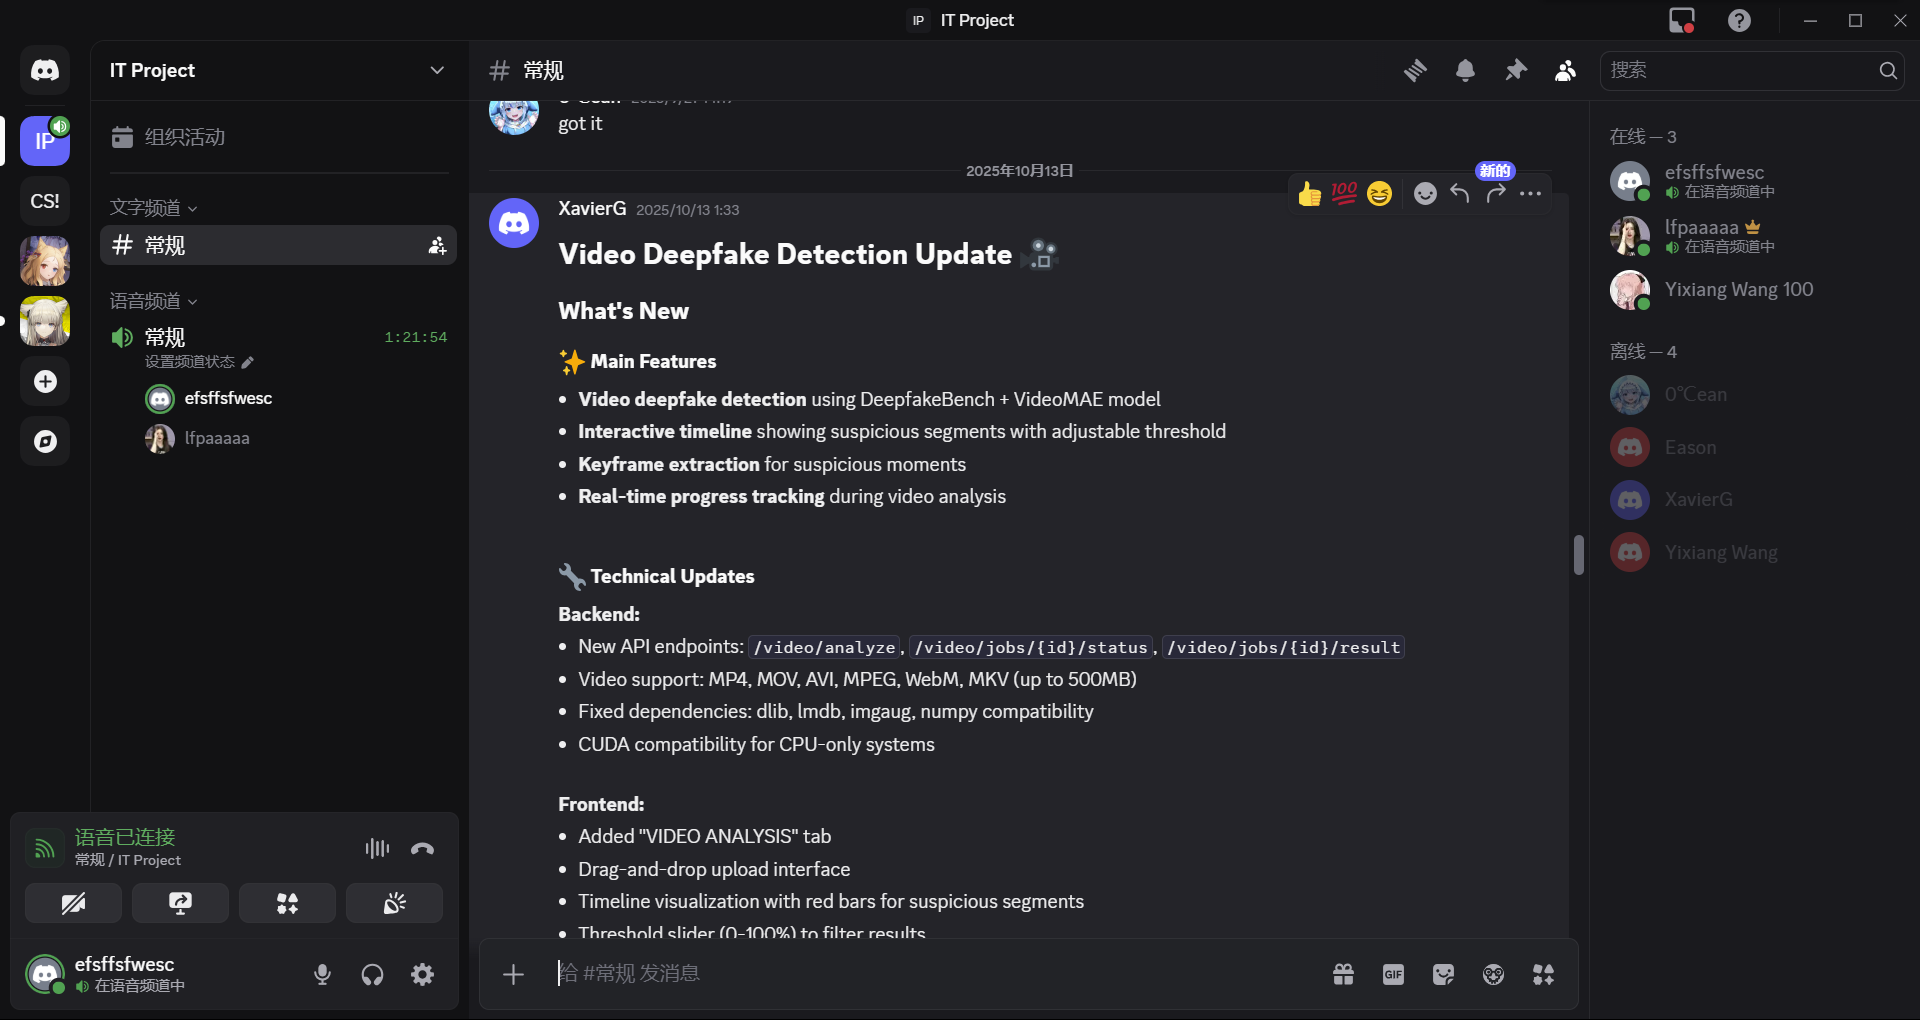 IP IT Project
IT Project
# 常规
搜索
IP
CS!
组织活动
文字频道
# 常规
语音频道
常规
1:21:54
设置频道状态
efsffsfwesc
lfpaaaaa
got it
2025年10月13日
新的
100
XavierG 2025/10/13 1:33
Video Deepfake Detection Update
What's New
Main Features
• Video deepfake detection using DeepfakeBench + VideoMAE model
• Interactive timeline showing suspicious segments with adjustable threshold
• Keyframe extraction for suspicious moments
• Real-time progress tracking during video analysis
Technical Updates
Backend:
• New API endpoints: /video/analyze, /video/jobs/{id}/status, /video/jobs/{id}/result
• Video support: MP4, MOV, AVI, MPEG, WebM, MKV (up to 500MB)
• Fixed dependencies: dlib, lmdb, imgaug, numpy compatibility
• CUDA compatibility for CPU-only systems
Frontend:
• Added "VIDEO ANALYSIS" tab
• Drag-and-drop upload interface
• Timeline visualization with red bars for suspicious segments
• Threshold slider (0-100%) to filter results
给 #常规 发消息
GIF
在线 — 3
efsffsfwesc
在语音频道中
lfpaaaaa
在语音频道中
Yixiang Wang 100
离线 — 4
0℃ean
Eason
XavierG
Yixiang Wang
语音已连接
常规 / IT Project
efsffsfwesc
在语音频道中